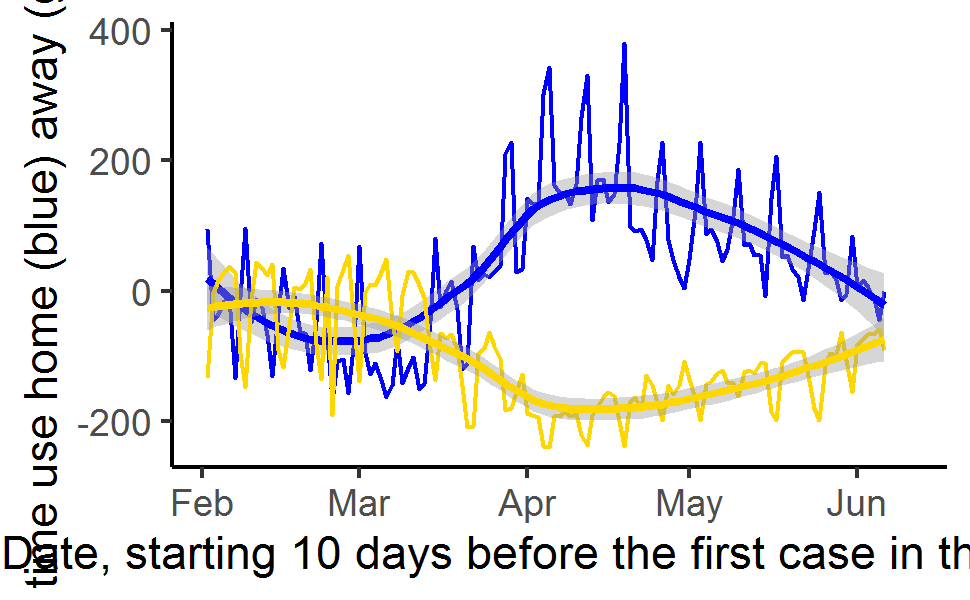 400
200
0
-200
time use home (blue) away (
Feb Mar Apr May Jun
Date, starting 10 days before the first case in th